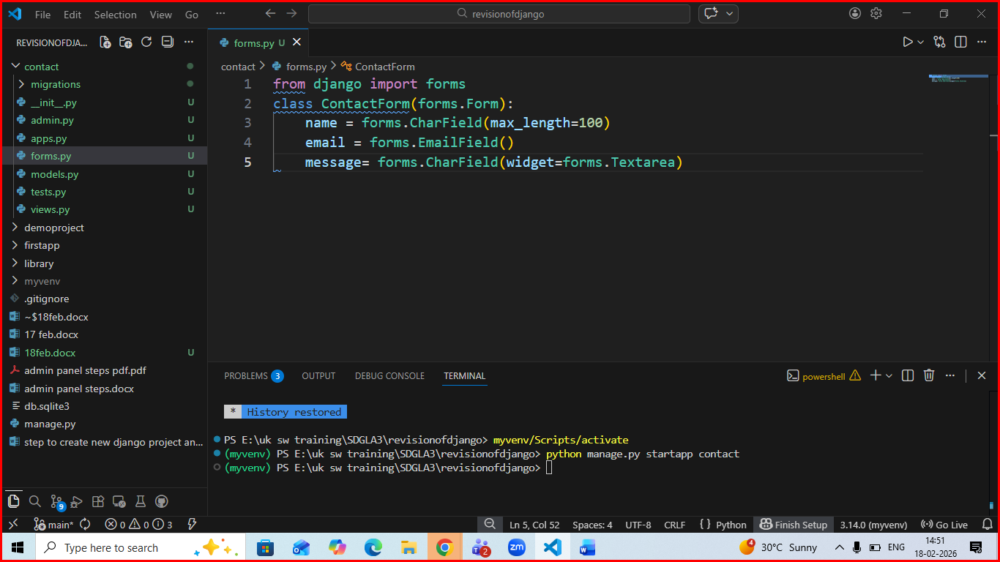 File Edit Selection View Go ··· revisionofdjango
REVISIONOFDJA...
forms.py U
contact > forms.py > ContactForm
contact
migrations
__init__.py U
admin.py U
apps.py U
forms.py U
models.py U
tests.py U
views.py U
demoproject
firstapp
library
myvenv
.gitignore
~$18feb.docx
17 feb.docx
18feb.docx U
admin panel steps pdf.pdf
admin panel steps.docx
db.sqlite3
manage.py
step to create new django project an...
1 from django import forms
2 class ContactForm(forms.Form):
3 name = forms.CharField(max_length=100)
4 email = forms.EmailField()
5 message= forms.CharField(widget=forms.Textarea)
PROBLEMS 3 OUTPUT DEBUG CONSOLE TERMINAL powershell
* History restored
PS E:\uk sw training\SDGLA3\revisionofdjango> myvenv/Scripts/activate
(myvenv) PS E:\uk sw training\SDGLA3\revisionofdjango> python manage.py startapp contact
(myvenv) PS E:\uk sw training\SDGLA3\revisionofdjango>
9
main* 0 0 3 Ln 5, Col 52 Spaces: 4 UTF-8 CRLF {} Python Finish Setup 3.14.0 (myvenv) Go Live
Type here to search 2 zm 4 30°C Sunny ENG 14:51
18-02-2026